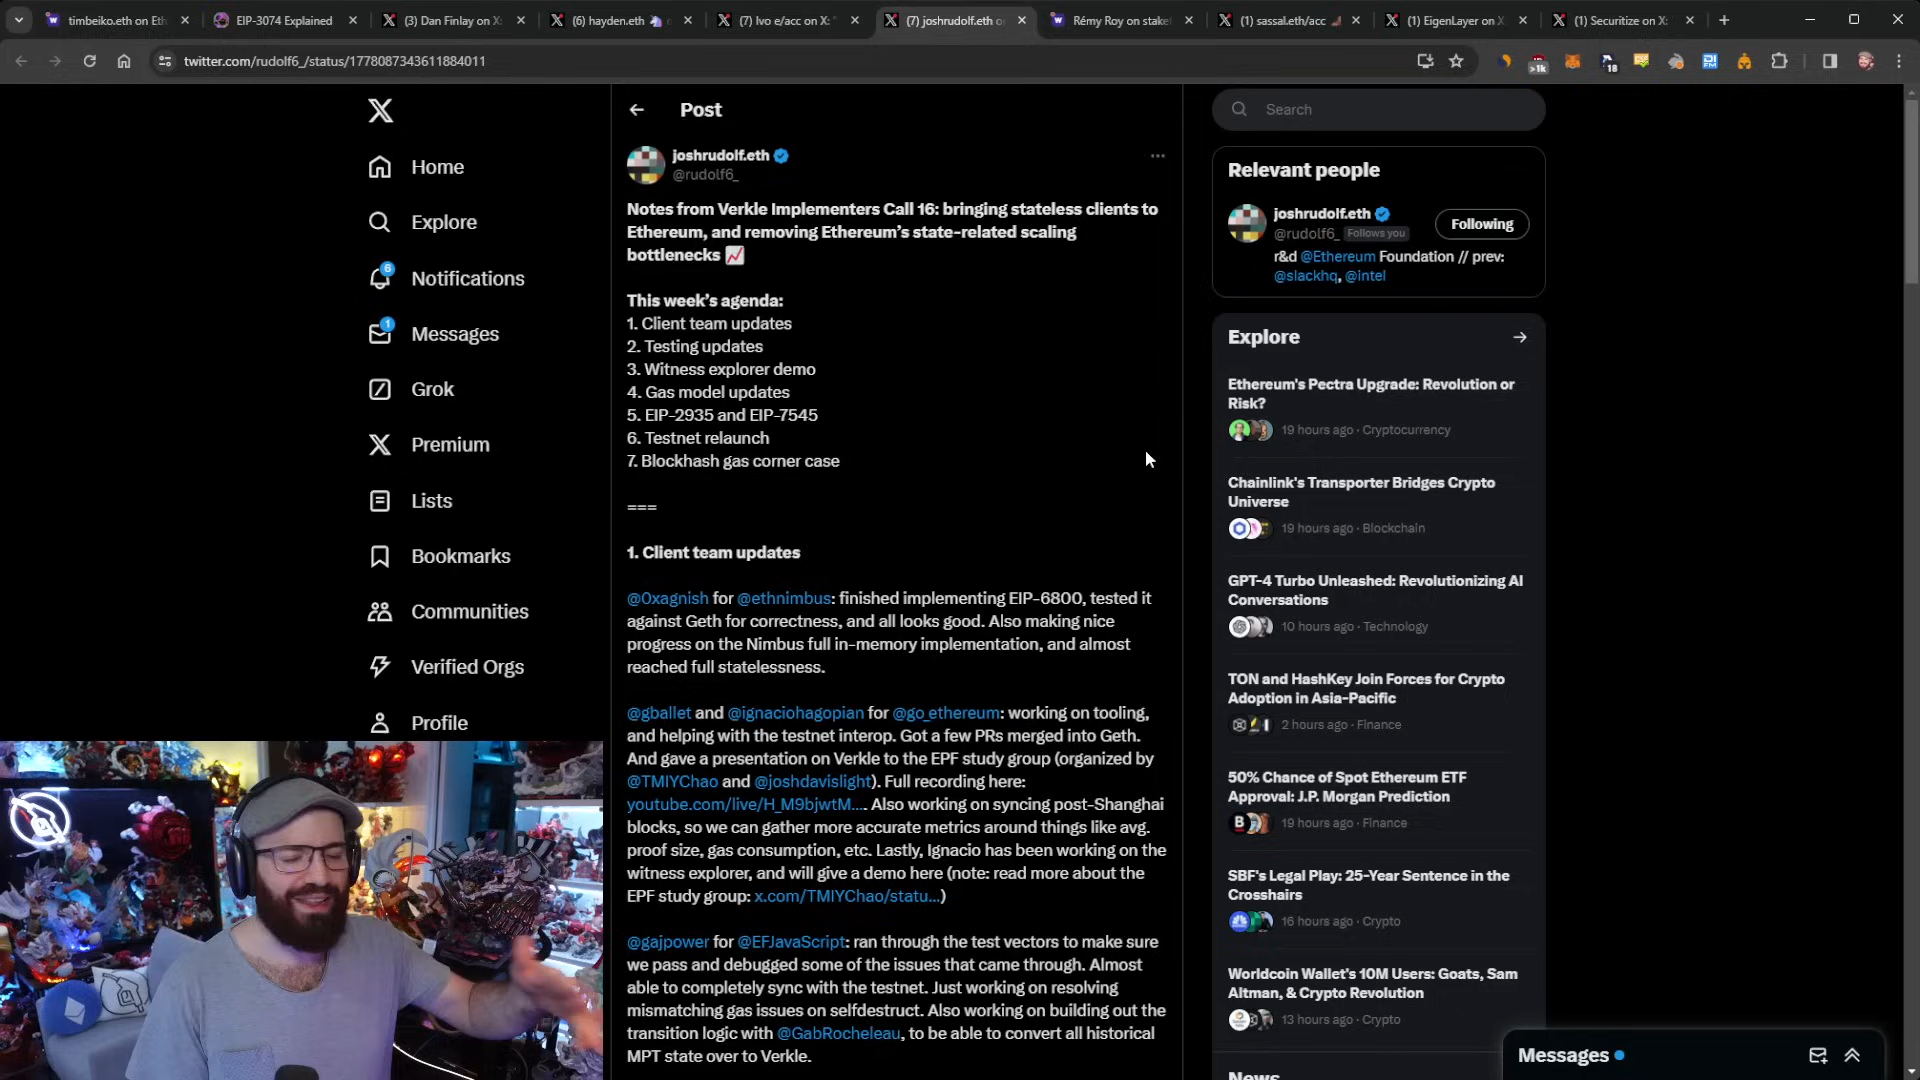 timbeiko.eth on Eth
EIP-3074 Explained
(3) Dan Finlay on X:
(6) hayden.eth
(7) Ivo e/acc on X: "
(7) joshrudolf.eth o
Rémy Roy on stake
(1) sassal.eth/acc
(1) EigenLayer on X
(1) Securitize on X:
twitter.com/rudolf6_/status/1778087343611884011
>1k
18
Home
Explore
6
Notifications
1
Messages
Grok
Premium
Lists
Bookmarks
Communities
Verified Orgs
Profile
Post
joshrudolf.eth
@rudolf6_
Notes from Verkle Implementers Call 16: bringing stateless clients to
Ethereum, and removing Ethereum's state-related scaling
bottlenecks
This week's agenda:
1. Client team updates
2. Testing updates
3. Witness explorer demo
4. Gas model updates
5. EIP-2935 and EIP-7545
6. Testnet relaunch
7. Blockhash gas corner case
===
1. Client team updates
@0xagnish for @ethnimbus: finished implementing EIP-6800, tested it
against Geth for correctness, and all looks good. Also making nice
progress on the Nimbus full in-memory implementation, and almost
reached full statelessness.
@gballet and @ignaciohagopian for @go_ethereum: working on tooling,
and helping with the testnet interop. Got a few PRs merged into Geth.
And gave a presentation on Verkle to the EPF study group (organized by
@TMIYChao and @joshdavislight). Full recording here:
youtube.com/live/H_M9bjwtM.... Also working on syncing post-Shanghai
blocks, so we can gather more accurate metrics around things like avg.
proof size, gas consumption, etc. Lastly, Ignacio has been working on the
witness explorer, and will give a demo here (note: read more about the
EPF study group: x.com/TMIYChao/statu...)
@gajpower for @EFJavaScript: ran through the test vectors to make sure
we pass and debugged some of the issues that came through. Almost
able to completely sync with the testnet. Just working on resolving
mismatching gas issues on selfdestruct. Also working on building out the
transition logic with @GabRocheleau, to be able to convert all historical
MPT state over to Verkle.
Search
Relevant people
joshrudolf.eth
@rudolf6_ Follows you
Following
r&d @Ethereum Foundation // prev:
@slackhq, @intel
Explore
Ethereum's Pectra Upgrade: Revolution or
Risk?
19 hours ago · Cryptocurrency
Chainlink's Transporter Bridges Crypto
Universe
19 hours ago · Blockchain
GPT-4 Turbo Unleashed: Revolutionizing AI
Conversations
10 hours ago · Technology
TON and HashKey Join Forces for Crypto
Adoption in Asia-Pacific
2 hours ago · Finance
50% Chance of Spot Ethereum ETF
Approval: J.P. Morgan Prediction
19 hours ago · Finance
SBF's Legal Play: 25-Year Sentence in the
Crosshairs
16 hours ago · Crypto
Worldcoin Wallet's 10M Users: Goats, Sam
Altman, & Crypto Revolution
13 hours ago · Crypto
News
Messages